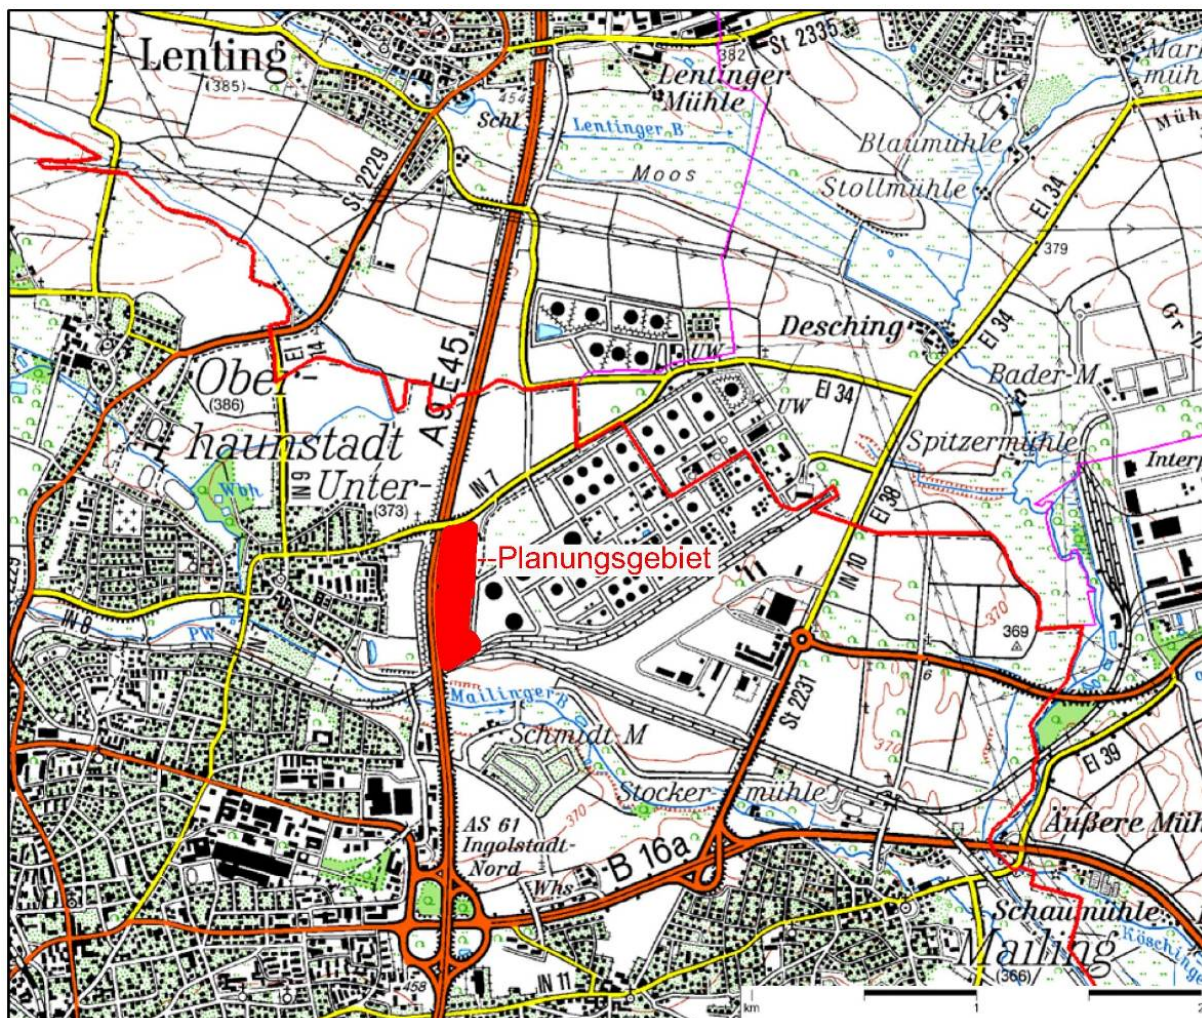 Lenting
(385)
St 2335
382
Lentinger
Mühle
454
Schl
Lentinger B
Moos
Blaumühle
Stollmühle
St 2229
EI 34
379
Desching
UW
Ober-
(386)
haunstadt
Unter-
(373)
A9 E45
IN 9
IN 7
Wbh
EI 34
EI 34
UW
Bader-M
Spitzermühle
EI 38
IN 10
Planungsgebiet
370
369
IN 8
PW
Mailinger B
Schmidt-M
St 2231
6
370
EI 39
Stocker-
mühle
370
AS 61
Ingolstadt-
Nord
Whs
B 16a
Äußere Mü
Schaumühle
Mailing
(366)
IN 11
458
km
1